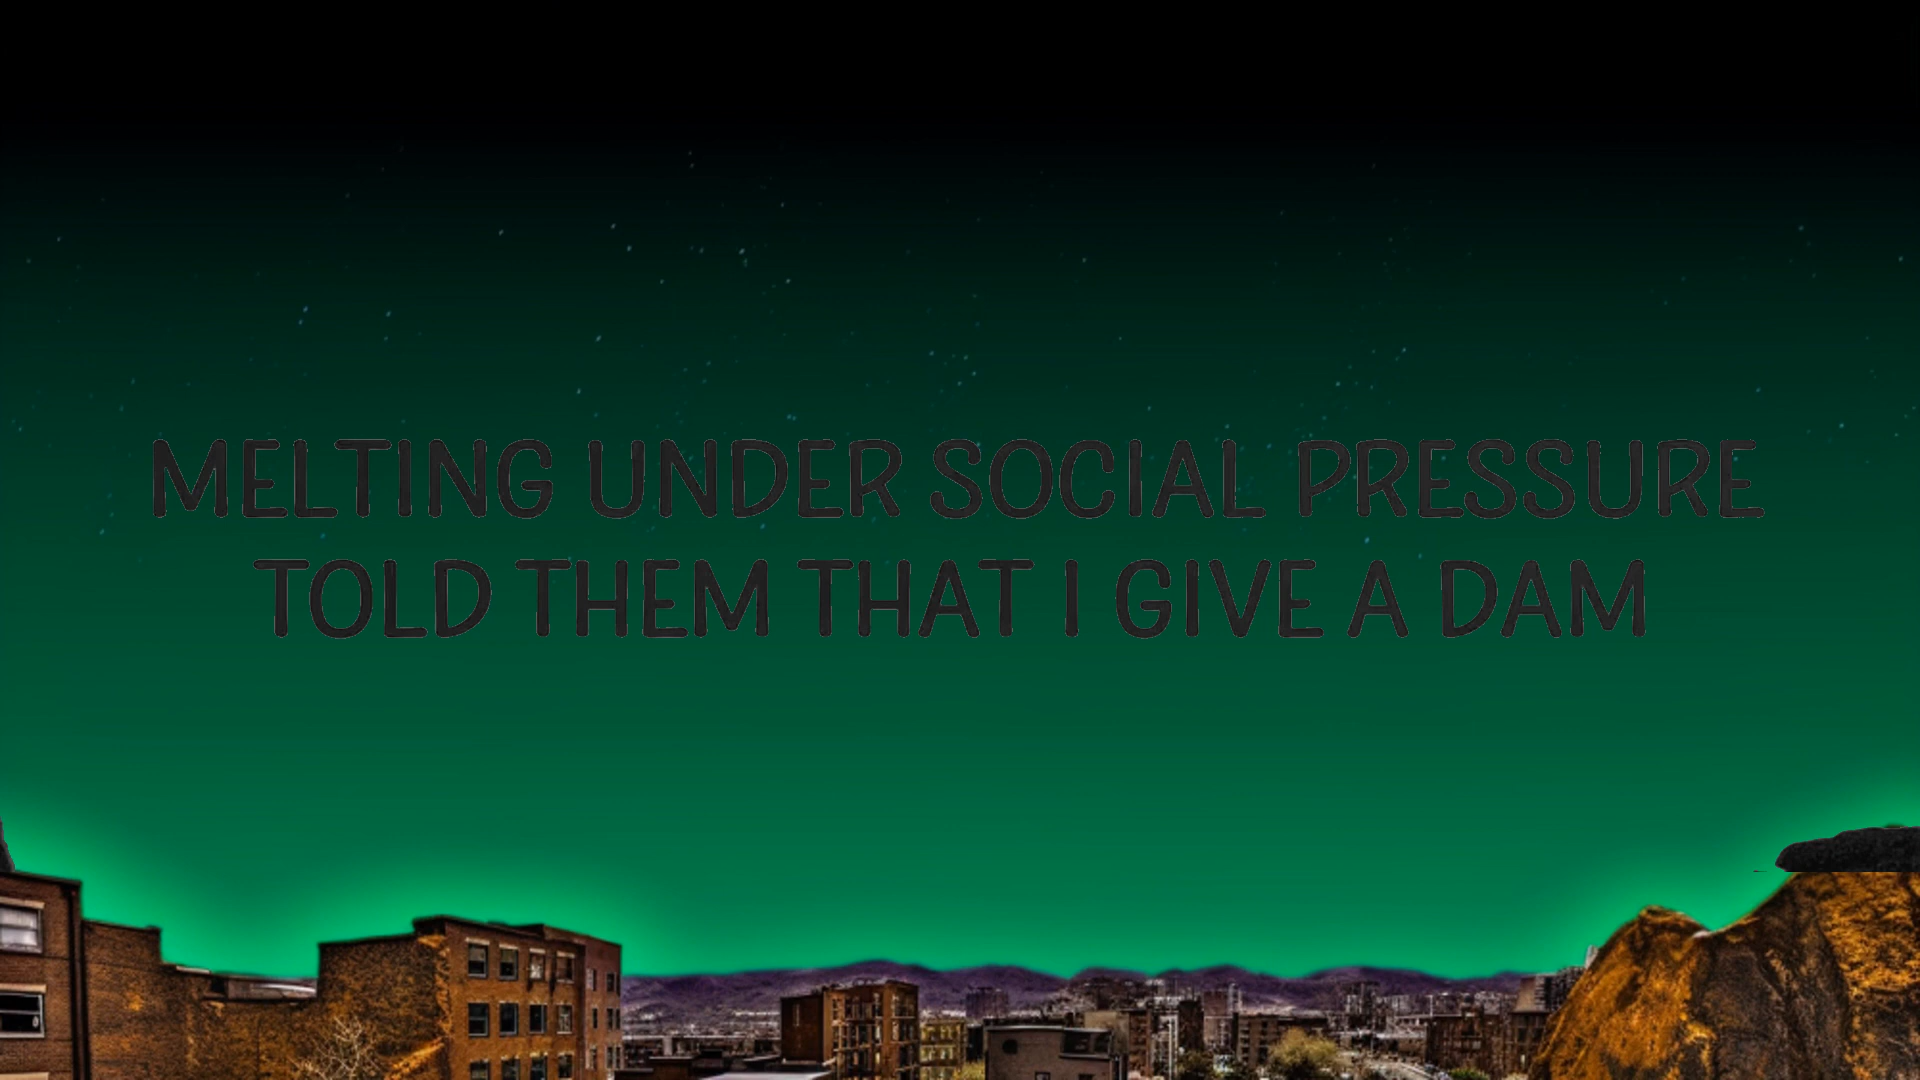 MELTING UNDER SOCIAL PRESSURE
TOLD THEM THAT I GIVE A DAM